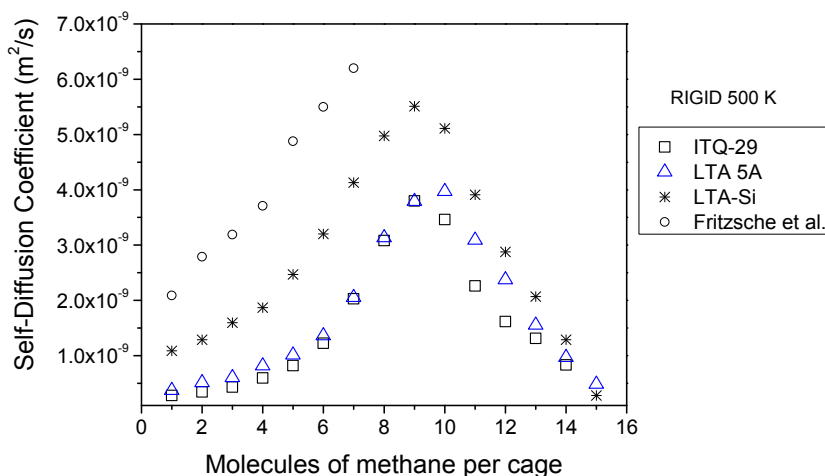 7.0x10⁻⁹
6.0x10⁻⁹
5.0x10⁻⁹
4.0x10⁻⁹
3.0x10⁻⁹
2.0x10⁻⁹
1.0x10⁻⁹
Self-Diffusion Coefficient (m²/s)
0 2 4 6 8 10 12 14 16
Molecules of methane per cage
RIGID 500 K
ITQ-29
LTA 5A
LTA-Si
Fritzsche et al.